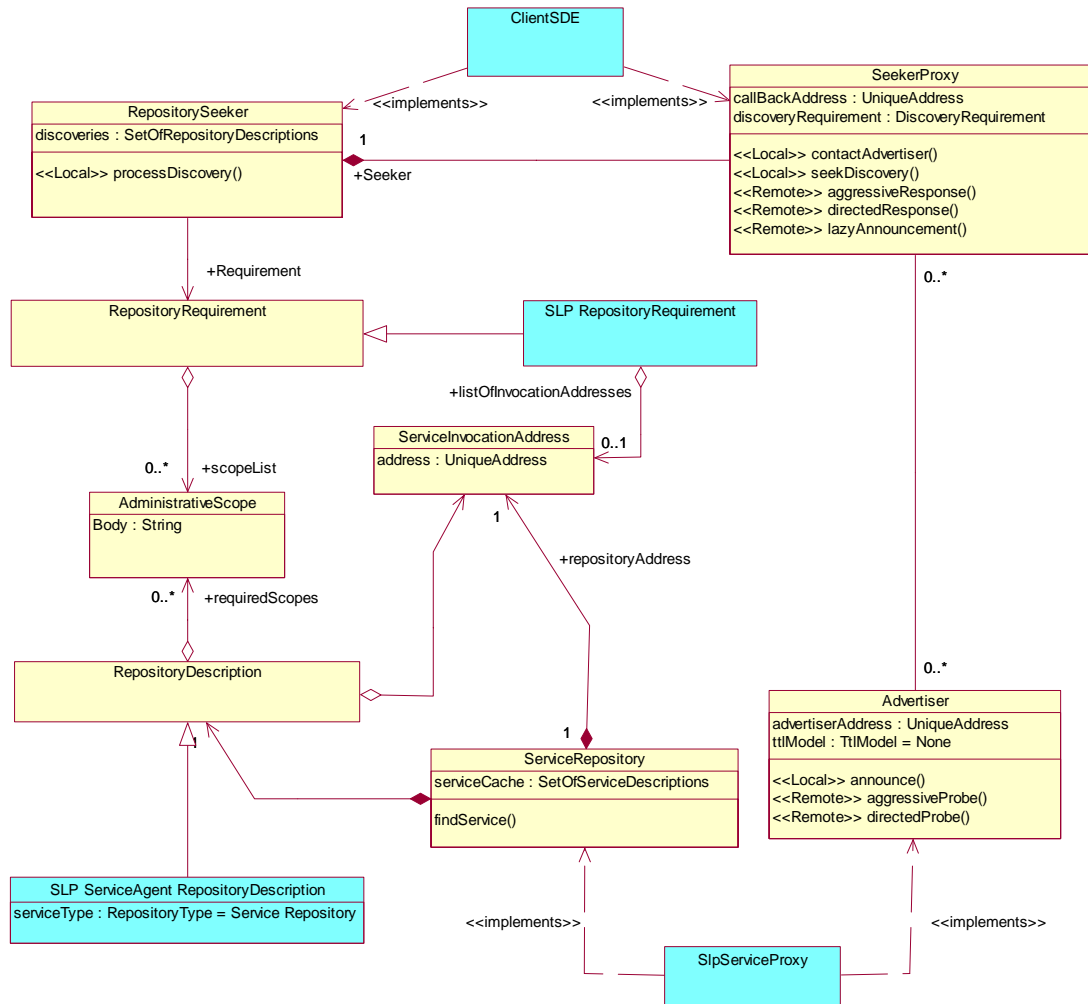 ClientSDE
<<implements>>
<<implements>>
SeekerProxy
callBackAddress : UniqueAddress
discoveryRequirement : DiscoveryRequirement
<<Local>> contactAdvertiser()
<<Local>> seekDiscovery()
<<Remote>> aggressiveResponse()
<<Remote>> directedResponse()
<<Remote>> lazyAnnouncement()
RepositorySeeker
discoveries : SetOfRepositoryDescriptions
<<Local>> processDiscovery()
1
+Seeker
+Requirement
0..*
RepositoryRequirement
SLP RepositoryRequirement
+listOfInvocationAddresses
0..1
ServiceInvocationAddress
address : UniqueAddress
0..*
+scopeList
AdministrativeScope
Body : String
1
+repositoryAddress
0..*
+requiredScopes
RepositoryDescription
0..*
Advertiser
advertiserAddress : UniqueAddress
ttlModel : TtlModel = None
<<Local>> announce()
<<Remote>> aggressiveProbe()
<<Remote>> directedProbe()
1
1
ServiceRepository
serviceCache : SetOfServiceDescriptions
findService()
SLP ServiceAgent RepositoryDescription
serviceType : RepositoryType = Service Repository
<<implements>>
<<implements>>
SlpServiceProxy